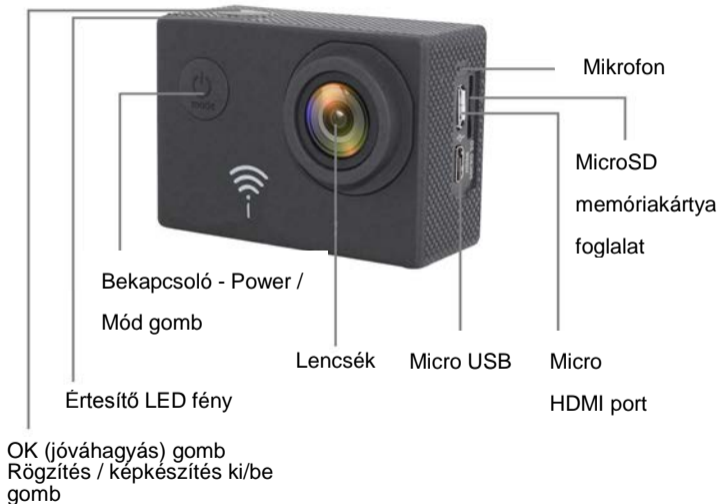 Mikrofon
mode
MicroSD
memóriakártya
foglalat
Bekapcsoló - Power /
Mód gomb
Lencsék
Micro USB
Micro
HDMI port
Értesítő LED fény
OK (jóváhagyás) gomb
Rögzítés / képkészítés ki/be
gomb